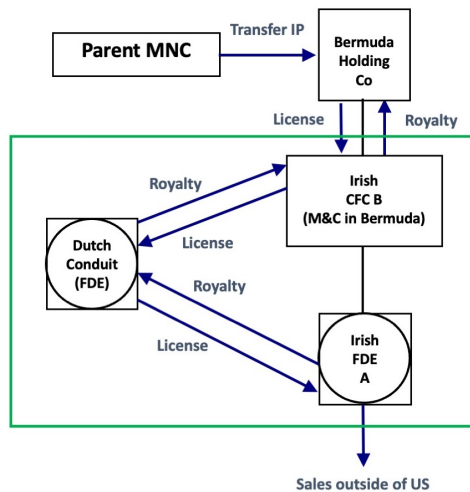 Parent MNC
Transfer IP
Bermuda
Holding
Co
License
Royalty
Royalty
Irish
CFC B
(M&C in Bermuda)
License
Dutch
Conduit
(FDE)
Royalty
License
Irish
FDE
A
Sales outside of US